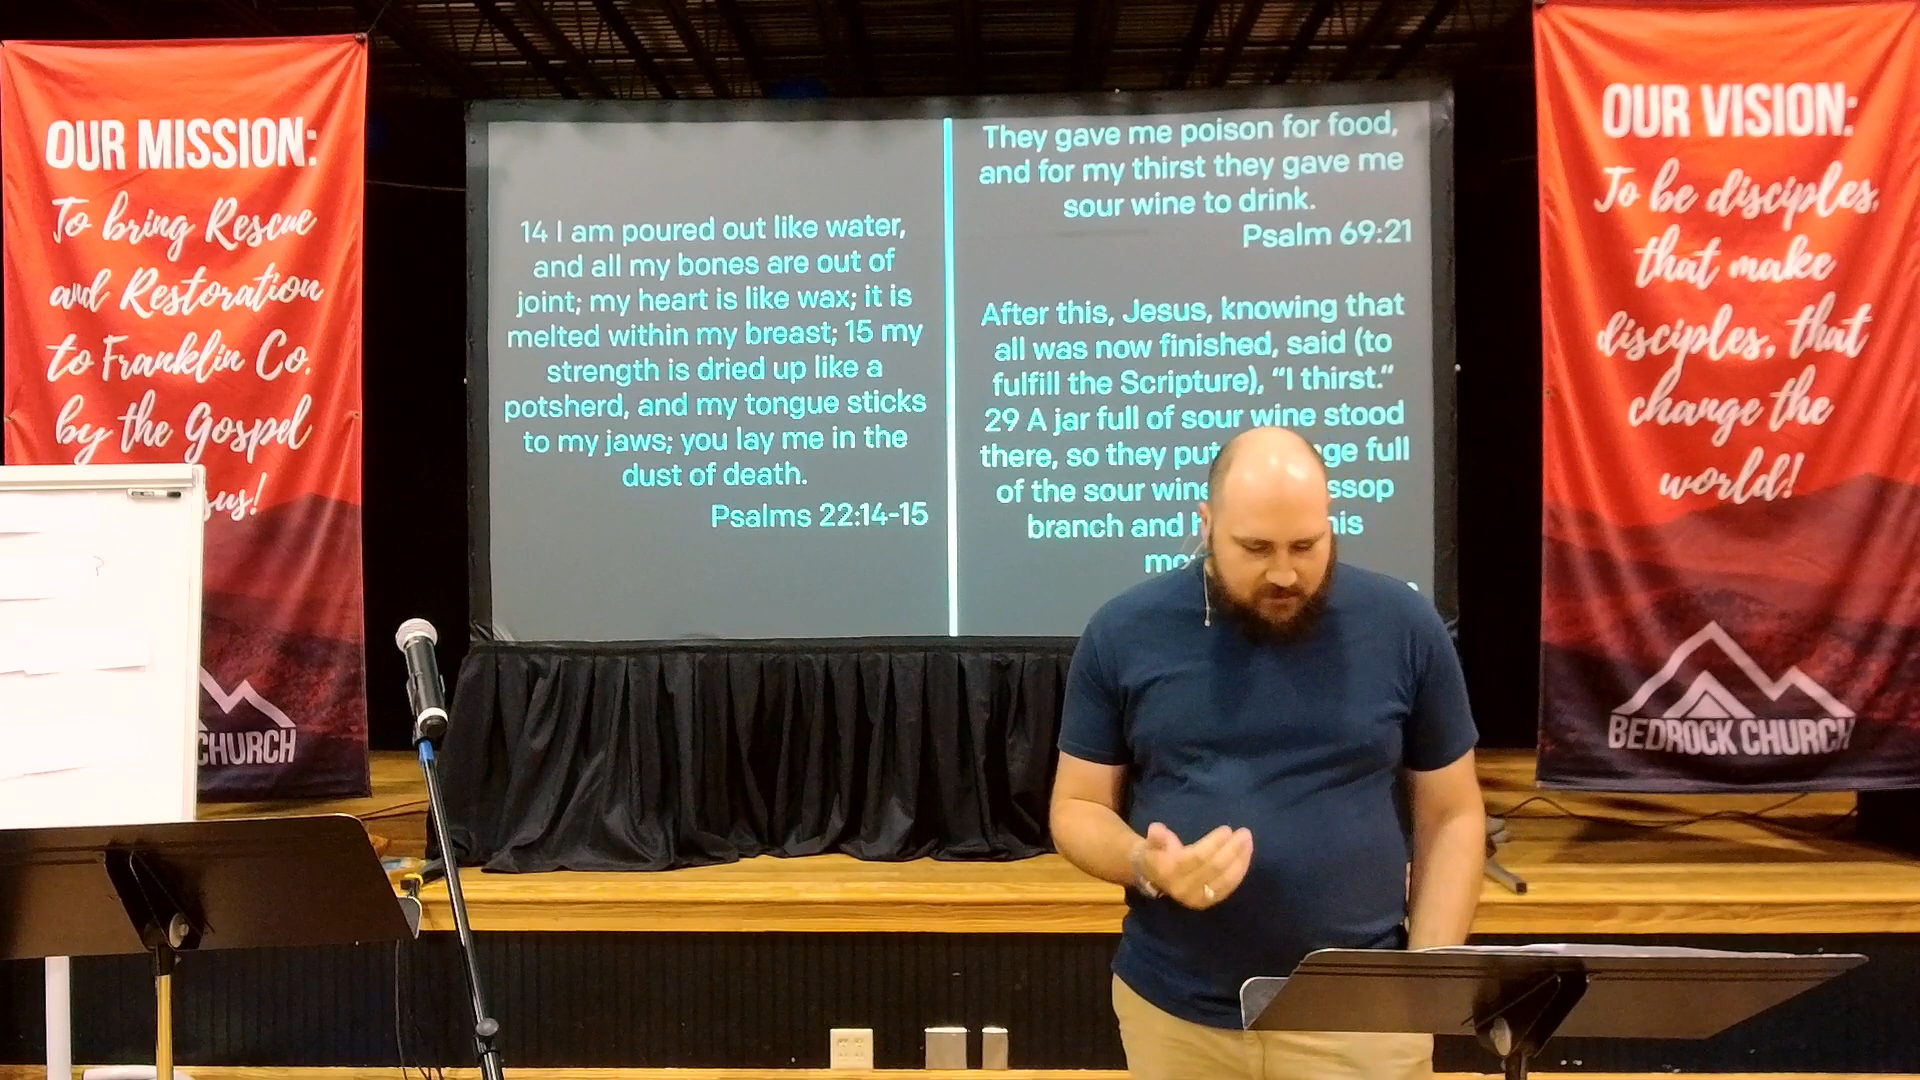 OUR MISSION:
To bring Rescue
and Restoration
to Franklin Co.
by the Gospel
CHURCH
14 I am poured out like water,
and all my bones are out of
joint; my heart is like wax; it is
melted within my breast; 15 my
strength is dried up like a
potsherd, and my tongue sticks
to my jaws; you lay me in the
dust of death.
Psalms 22:14-15
They gave me poison for food,
and for my thirst they gave me
sour wine to drink.
Psalm 69:21
After this, Jesus, knowing that
all was now finished, said (to
fulfill the Scripture), “I thirst.”
29 A jar full of sour wine stood
there, so they put full
of the sour wine
branch and
OUR VISION:
To be disciples,
that make
disciples, that
change the
world!
BEDROCK CHURCH